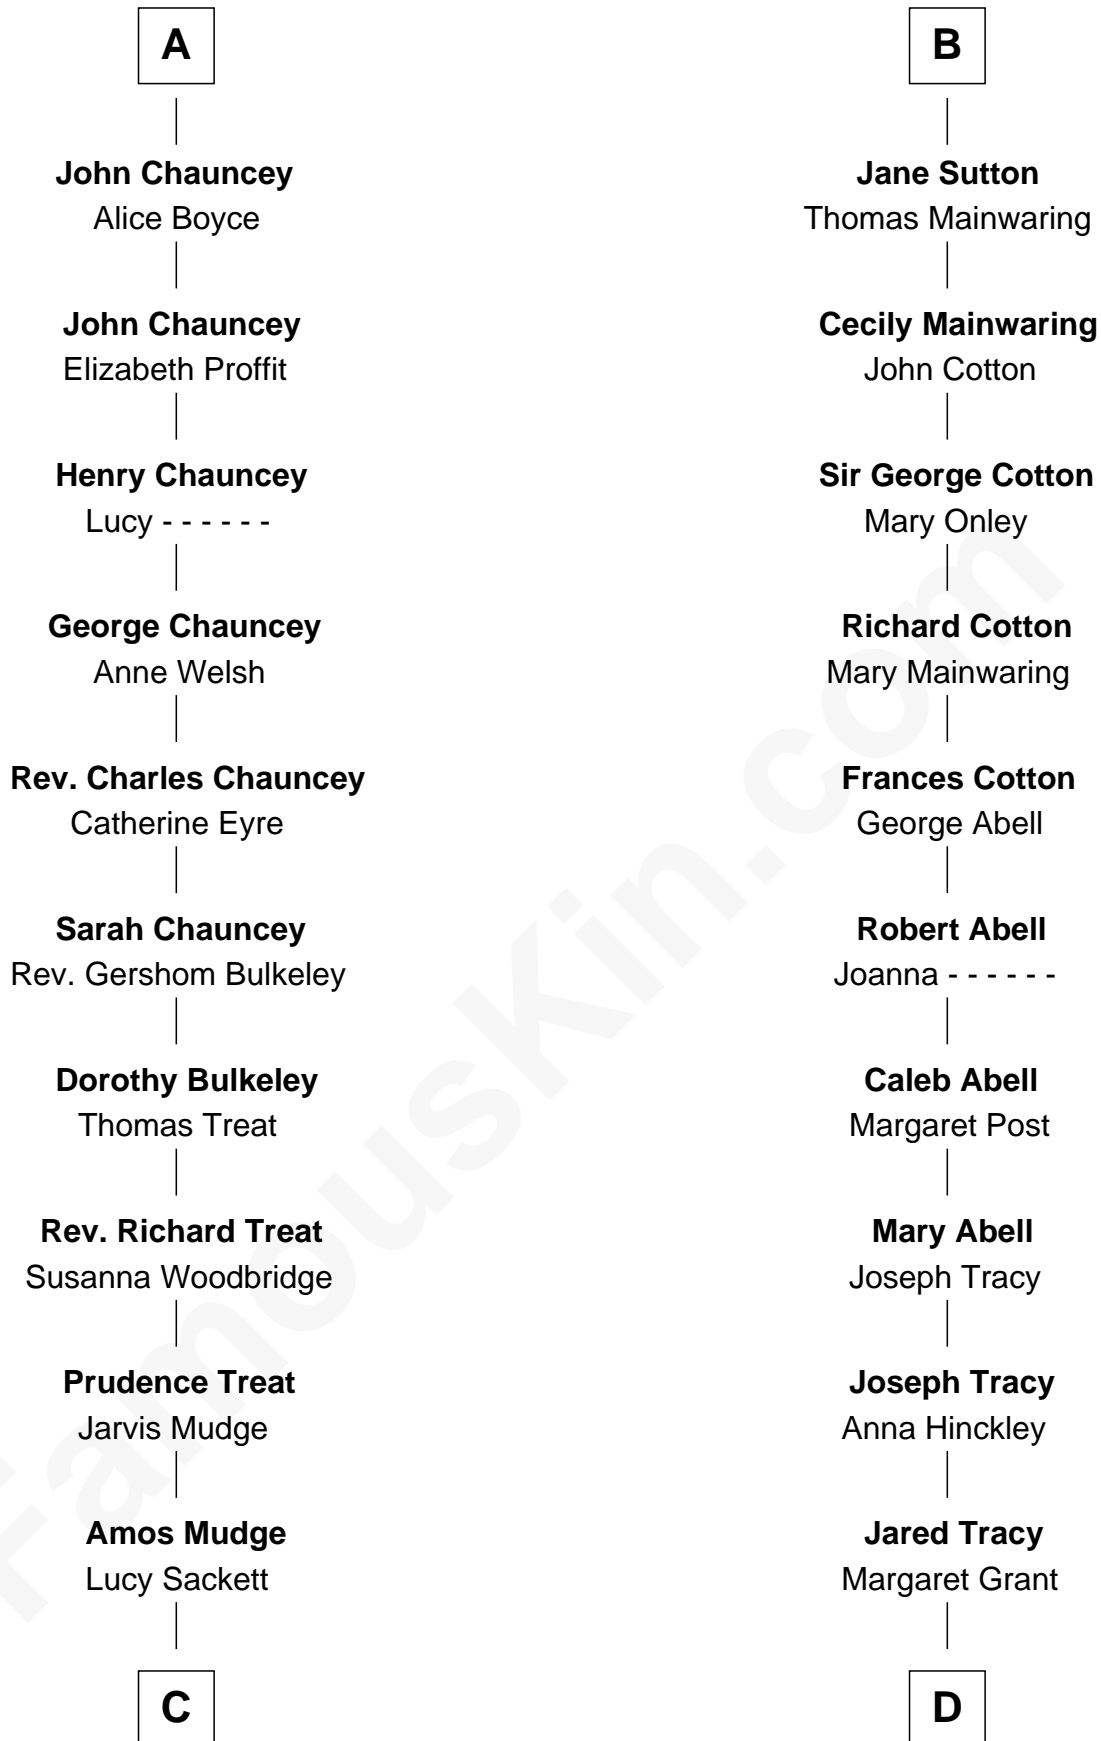 A
John Chauncey
Alice Boyce
John Chauncey
Elizabeth Proffit
Henry Chauncey
Lucy - - - - - -
George Chauncey
Anne Welsh
Rev. Charles Chauncey
Catherine Eyre
Sarah Chauncey
Rev. Gershom Bulkeley
Dorothy Bulkeley
Thomas Treat
Rev. Richard Treat
Susanna Woodbridge
Prudence Treat
Jarvis Mudge
Amos Mudge
Lucy Sackett
C
B
Jane Sutton
Thomas Mainwaring
Cecily Mainwaring
John Cotton
Sir George Cotton
Mary Onley
Richard Cotton
Mary Mainwaring
Frances Cotton
George Abell
Robert Abell
Joanna - - - - - -
Caleb Abell
Margaret Post
Mary Abell
Joseph Tracy
Joseph Tracy
Anna Hinckley
Jared Tracy
Margaret Grant
D
FamousKin.com